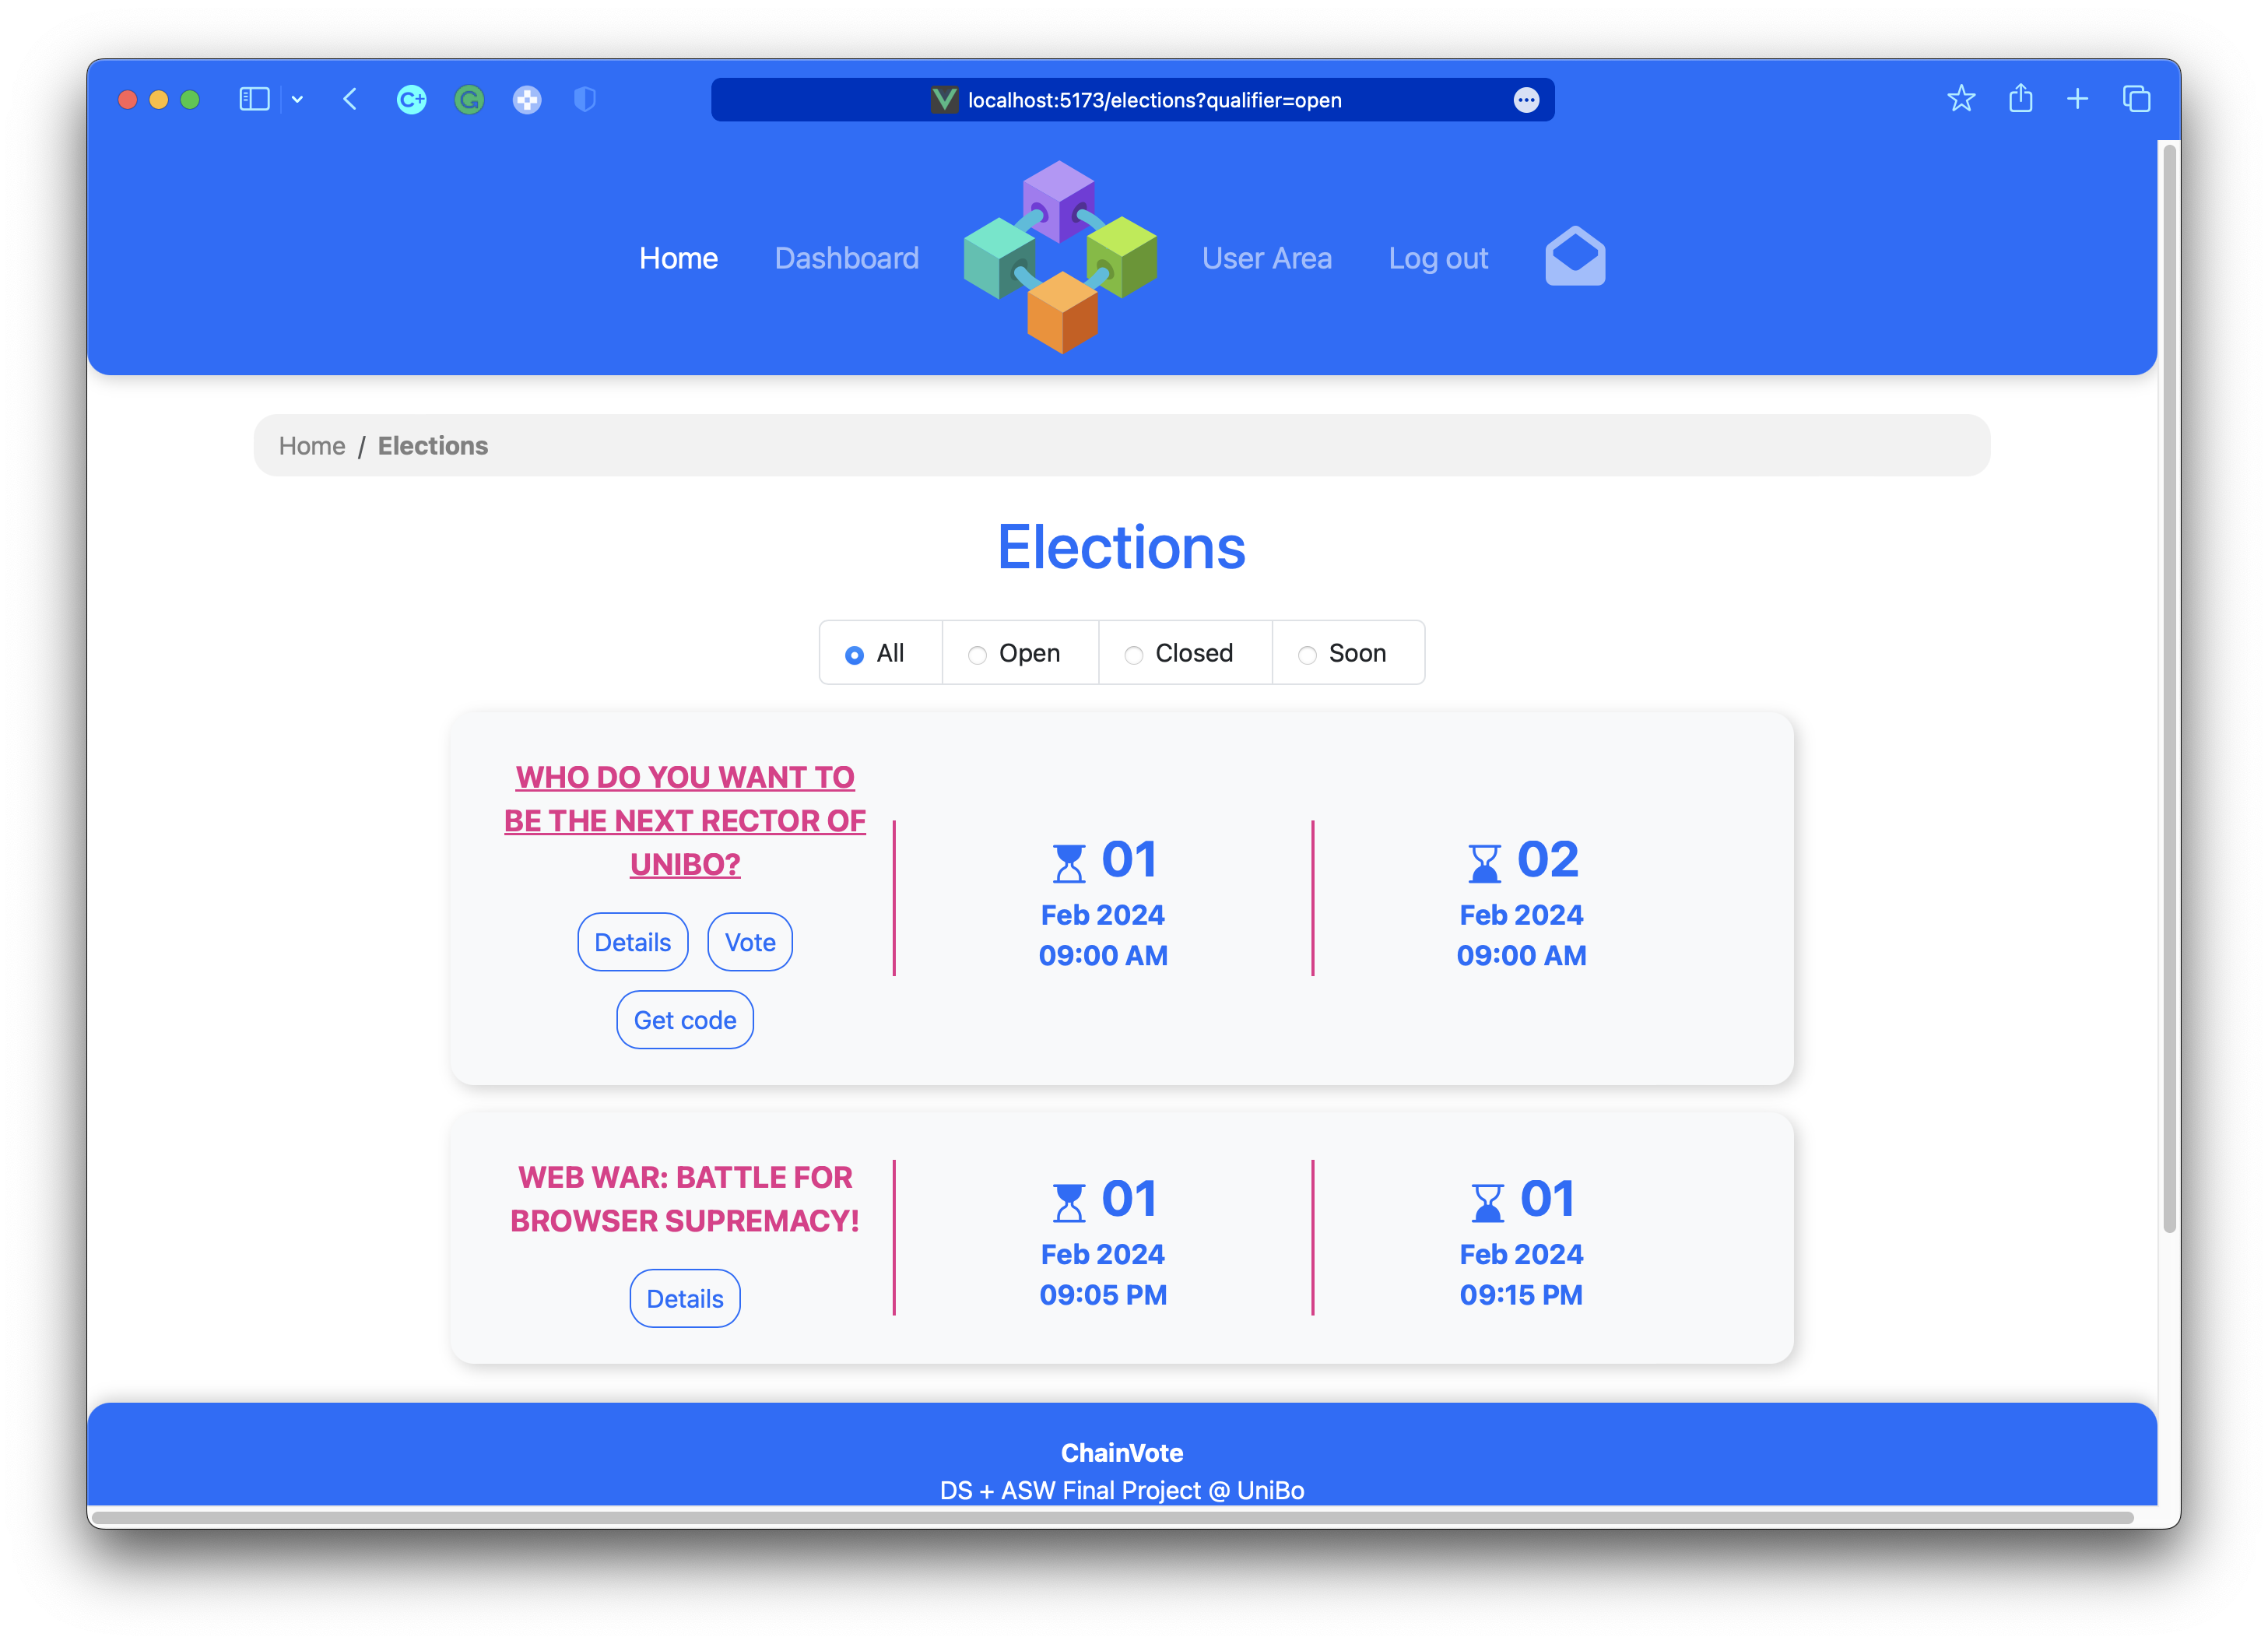 localhost:5173/elections?qualifier=open
Home Dashboard User Area Log out
Home / Elections
Elections
All Open Closed Soon
WHO DO YOU WANT TO
BE THE NEXT RECTOR OF
UNIBO?
Details Vote
Get code
01
Feb 2024
09:00 AM
02
Feb 2024
09:00 AM
WEB WAR: BATTLE FOR
BROWSER SUPREMACY!
Details
01
Feb 2024
09:05 PM
01
Feb 2024
09:15 PM
ChainVote
DS + ASW Final Project @ UniBo